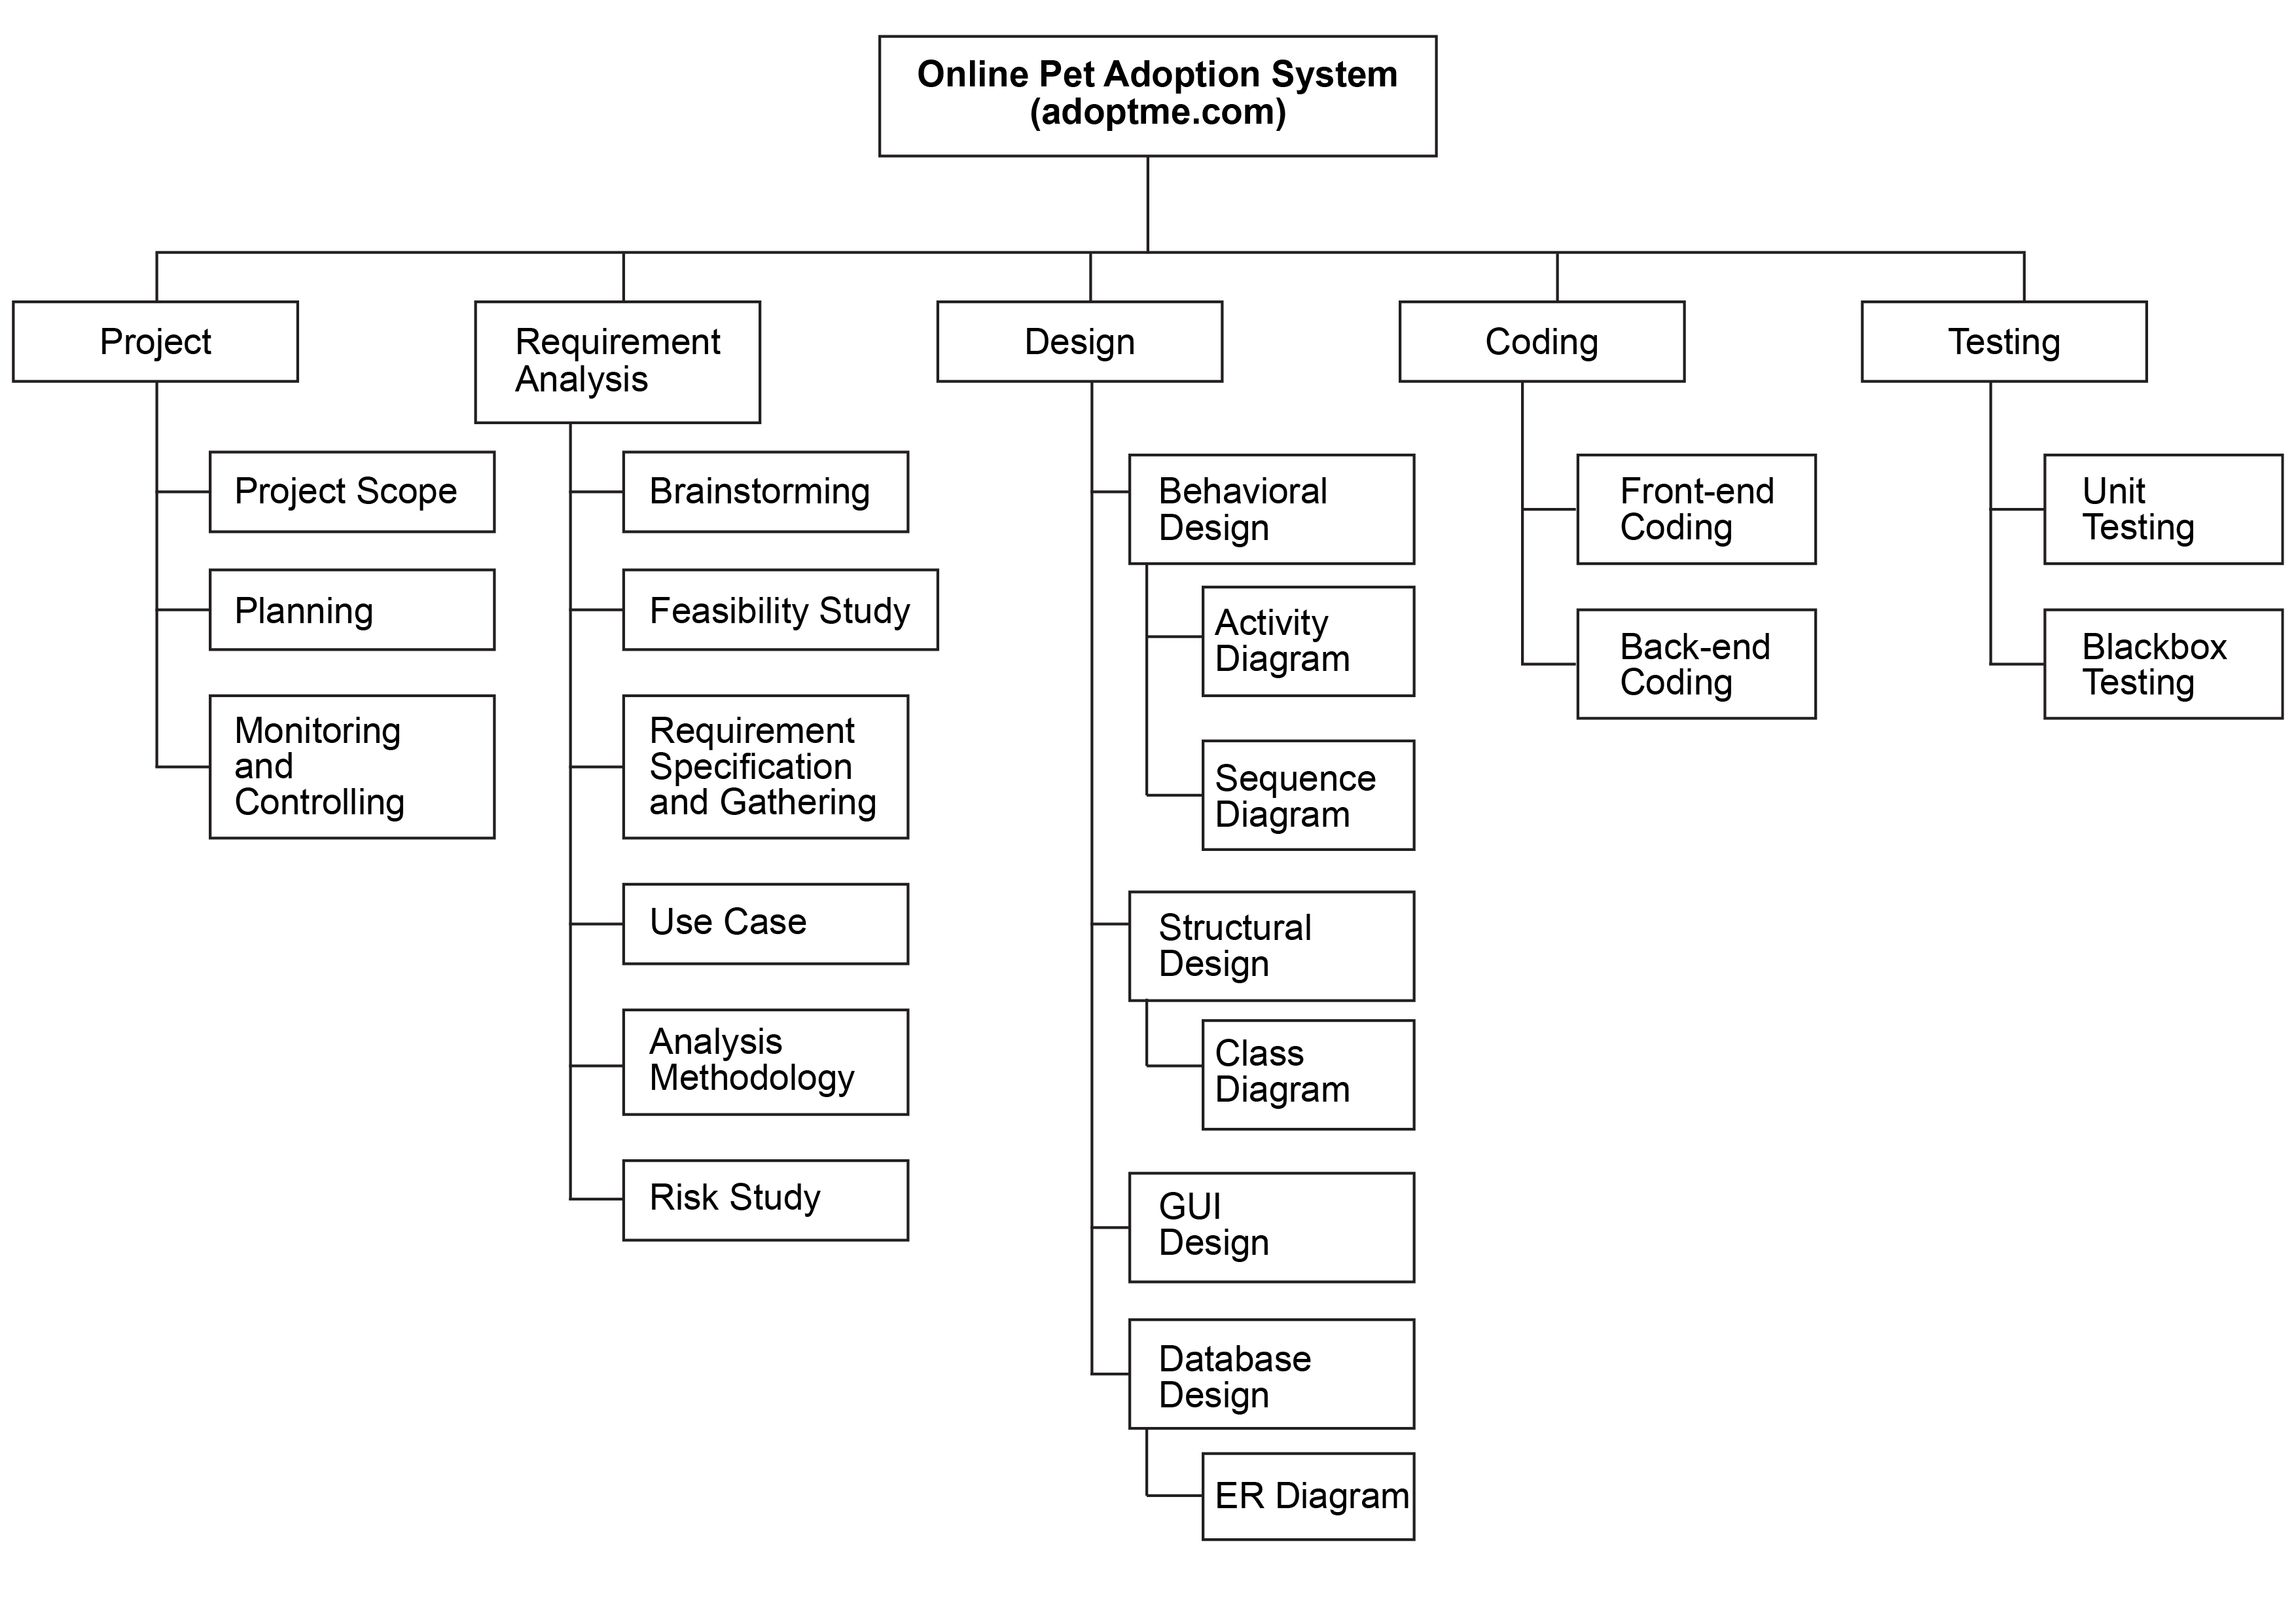 Online Pet Adoption System
(adoptme.com)
Project
Requirement
Analysis
Design
Coding
Testing
Project Scope
Planning
Monitoring
and
Controlling
Brainstorming
Feasibility Study
Requirement
Specification
and Gathering
Use Case
Analysis
Methodology
Risk Study
Behavioral
Design
Activity
Diagram
Sequence
Diagram
Structural
Design
Class
Diagram
GUI
Design
Database
Design
ER Diagram
Front-end
Coding
Back-end
Coding
Unit
Testing
Blackbox
Testing